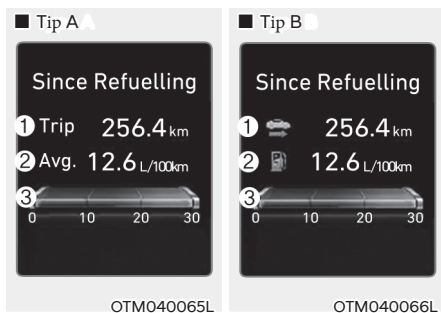 ■ Tip A
Since Refuelling
① Trip 256.4 km
② Avg. 12.6 L/100km
③
0 10 20 30
OTM040065L
■ Tip B
Since Refuelling
① 256.4 km
② 12.6 L/100km
③
0 10 20 30
OTM040066L